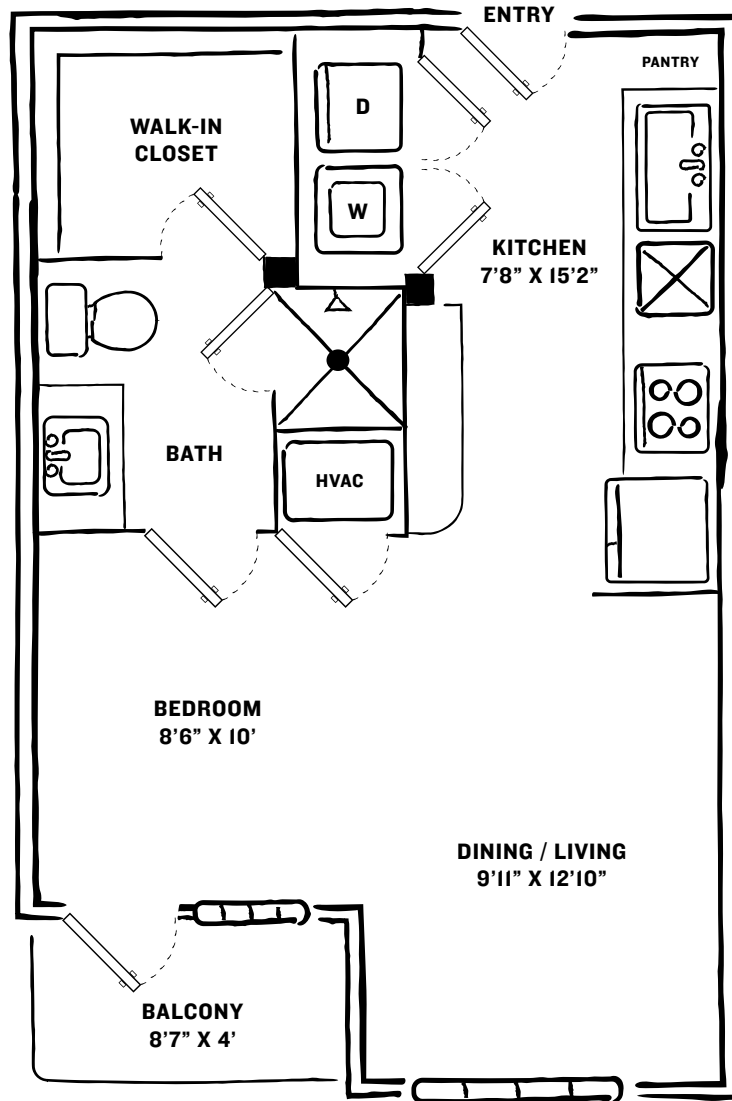 ENTRY
PANTRY
D
WALK-IN
CLOSET
W
KITCHEN
7'8” X 15'2”
BATH
HVAC
BEDROOM
8'6” X 10'
DINING / LIVING
9'11” X 12'10”
BALCONY
8'7” X 4'